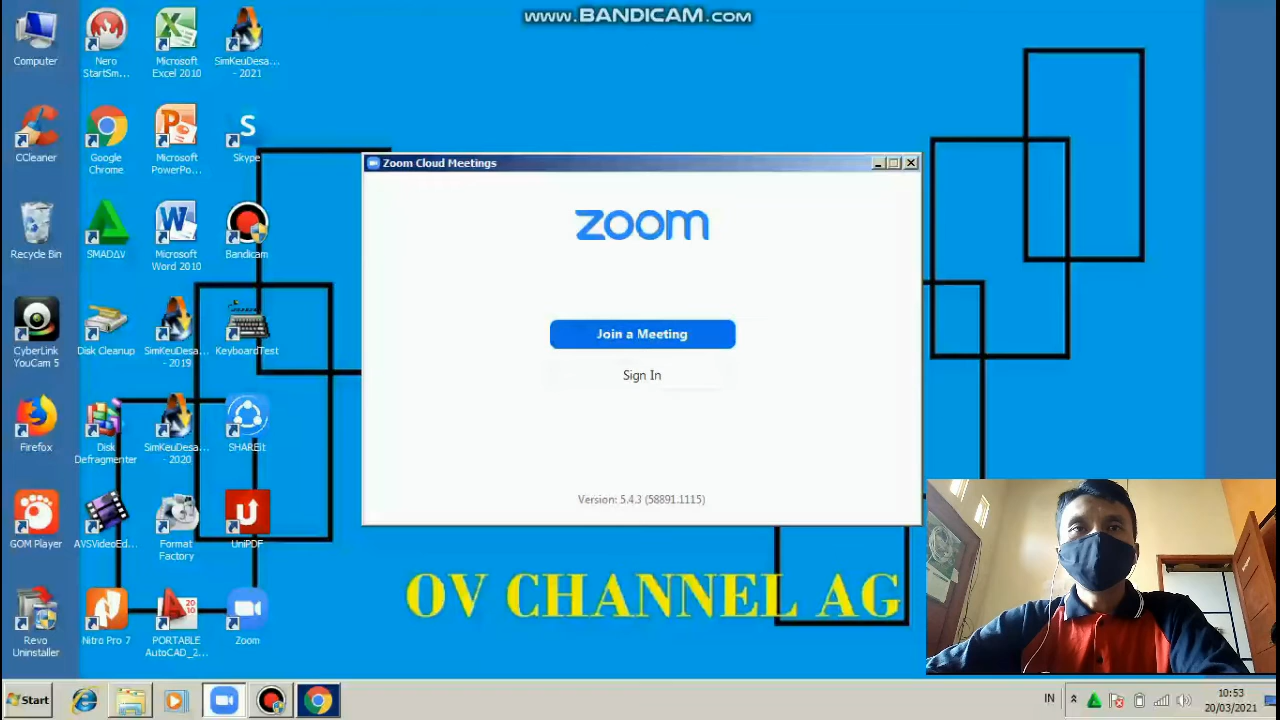 www.BANDICAM.com
Computer
Nero
StartSm...
Microsoft
Excel 2010
SimKeuDesa...
- 2021
CCleaner
Google
Chrome
Microsoft
PowerPo...
S
Skype
Recycle Bin
SMADΔV
Microsoft
Word 2010
Bandicam
CyberLink
YouCam 5
Disk Cleanup
SimKeuDesa...
- 2019
KeyboardTest
Firefox
Disk
Defragmenter
SimKeuDesa...
- 2020
SHAREit
GOM Player
AVSVideoEd...
Format
Factory
UniPDF
Revo
Uninstaller
Nitro Pro 7
PORTABLE
AutoCAD_2...
Zoom
Zoom Cloud Meetings
zoom
Join a Meeting
Sign In
Version: 5.4.3 (58891.1115)
OV CHANNEL AG
Start
IN
10:53
20/03/2021